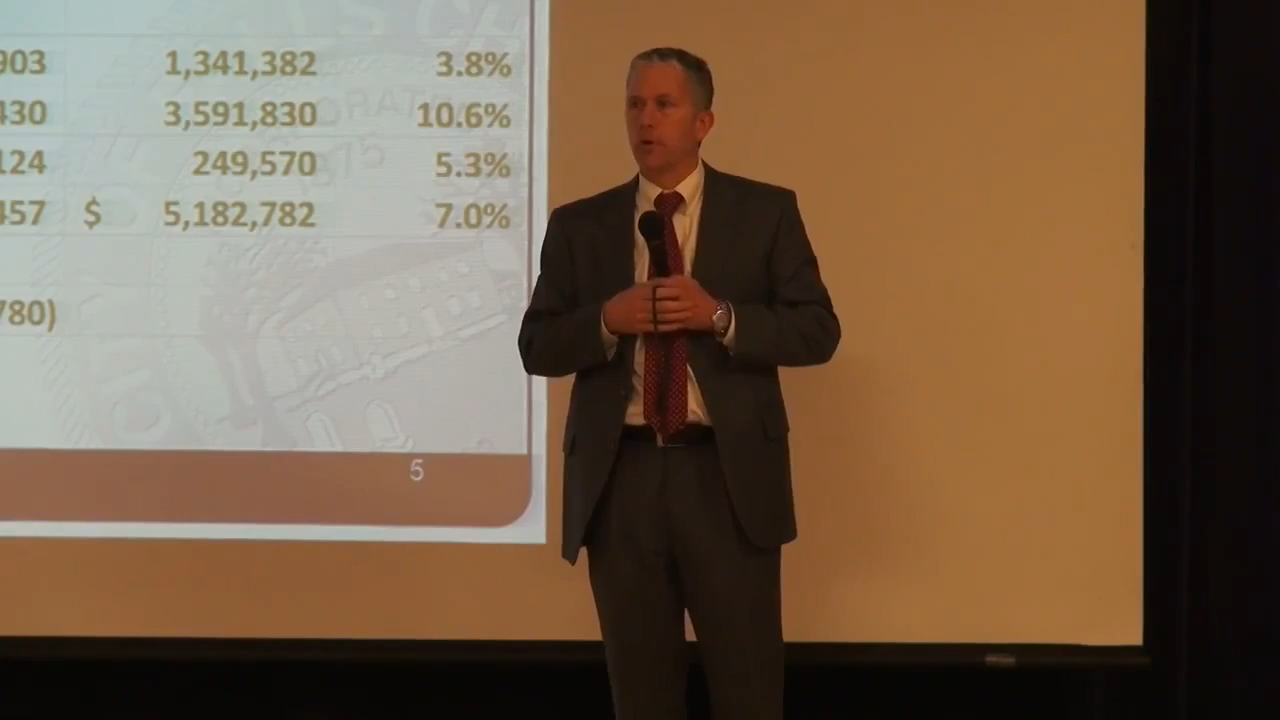 903 1,341,382 3.8%
430 3,591,830 10.6%
124 249,570 5.3%
457 $ 5,182,782 7.0%
780)
5